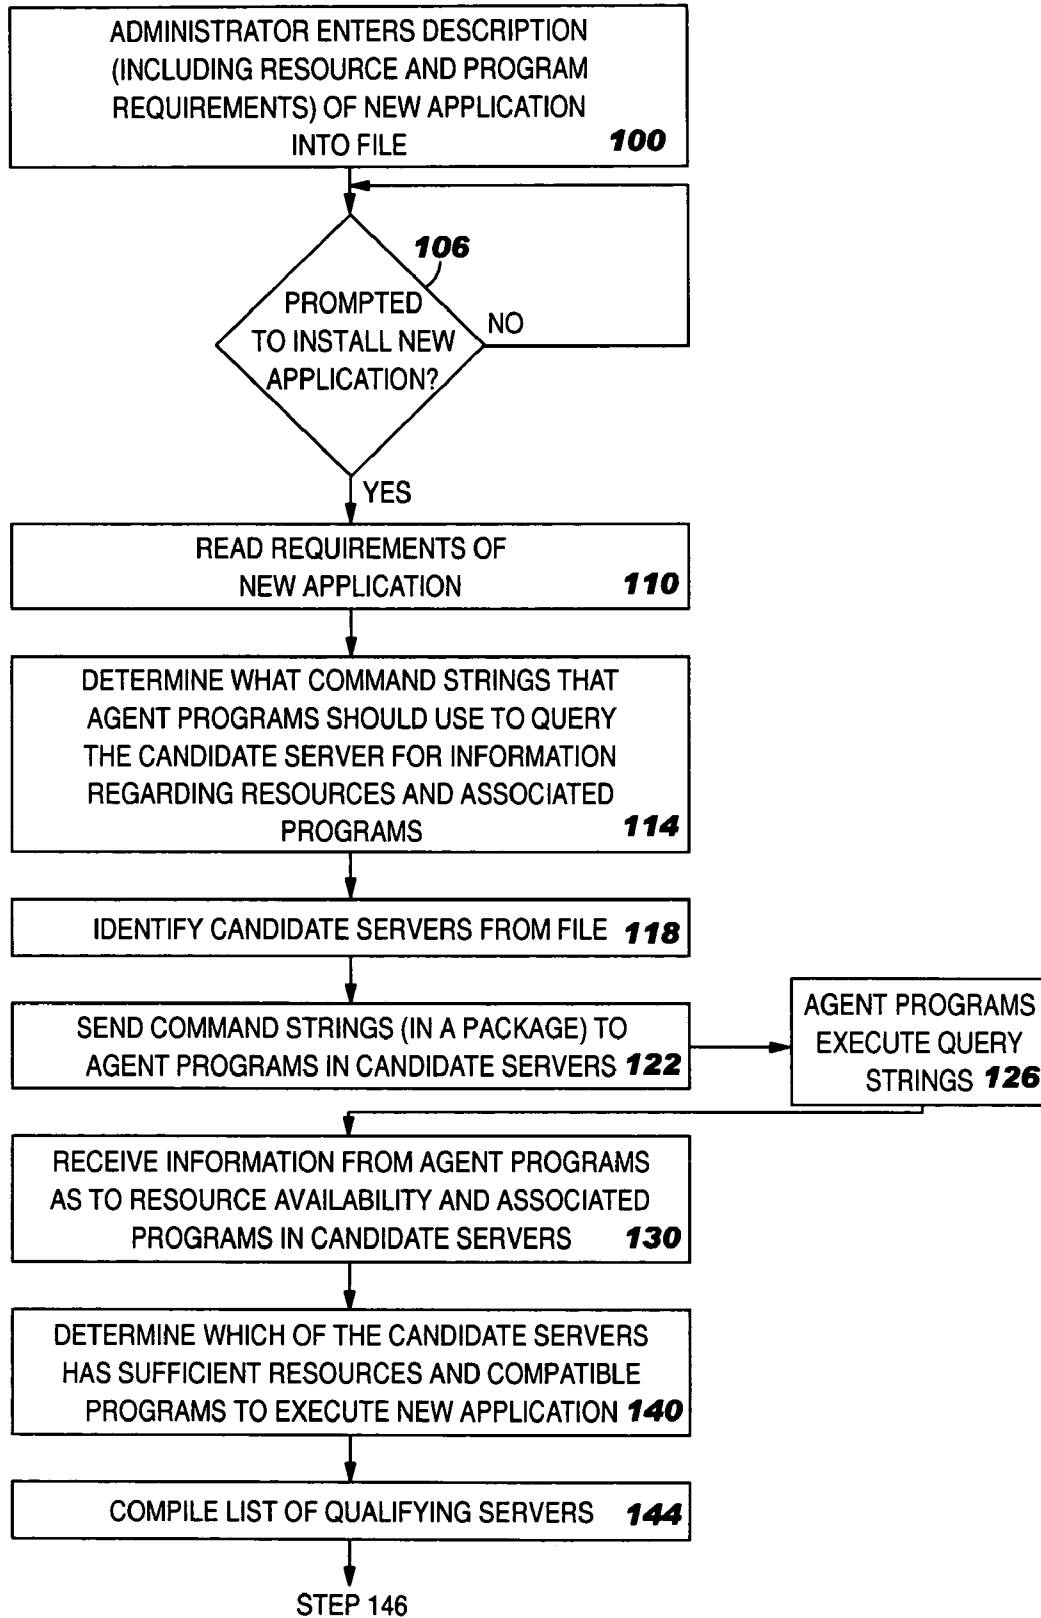 ADMINISTRATOR ENTERS DESCRIPTION
(INCLUDING RESOURCE AND PROGRAM
REQUIREMENTS) OF NEW APPLICATION
INTO FILE 100
106
PROMPTED
TO INSTALL NEW
APPLICATION?
NO
YES
READ REQUIREMENTS OF
NEW APPLICATION 110
DETERMINE WHAT COMMAND STRINGS THAT
AGENT PROGRAMS SHOULD USE TO QUERY
THE CANDIDATE SERVER FOR INFORMATION
REGARDING RESOURCES AND ASSOCIATED
PROGRAMS 114
IDENTIFY CANDIDATE SERVERS FROM FILE 118
SEND COMMAND STRINGS (IN A PACKAGE) TO
AGENT PROGRAMS IN CANDIDATE SERVERS 122
AGENT PROGRAMS
EXECUTE QUERY
STRINGS 126
RECEIVE INFORMATION FROM AGENT PROGRAMS
AS TO RESOURCE AVAILABILITY AND ASSOCIATED
PROGRAMS IN CANDIDATE SERVERS 130
DETERMINE WHICH OF THE CANDIDATE SERVERS
HAS SUFFICIENT RESOURCES AND COMPATIBLE
PROGRAMS TO EXECUTE NEW APPLICATION 140
COMPILE LIST OF QUALIFYING SERVERS 144
STEP 146